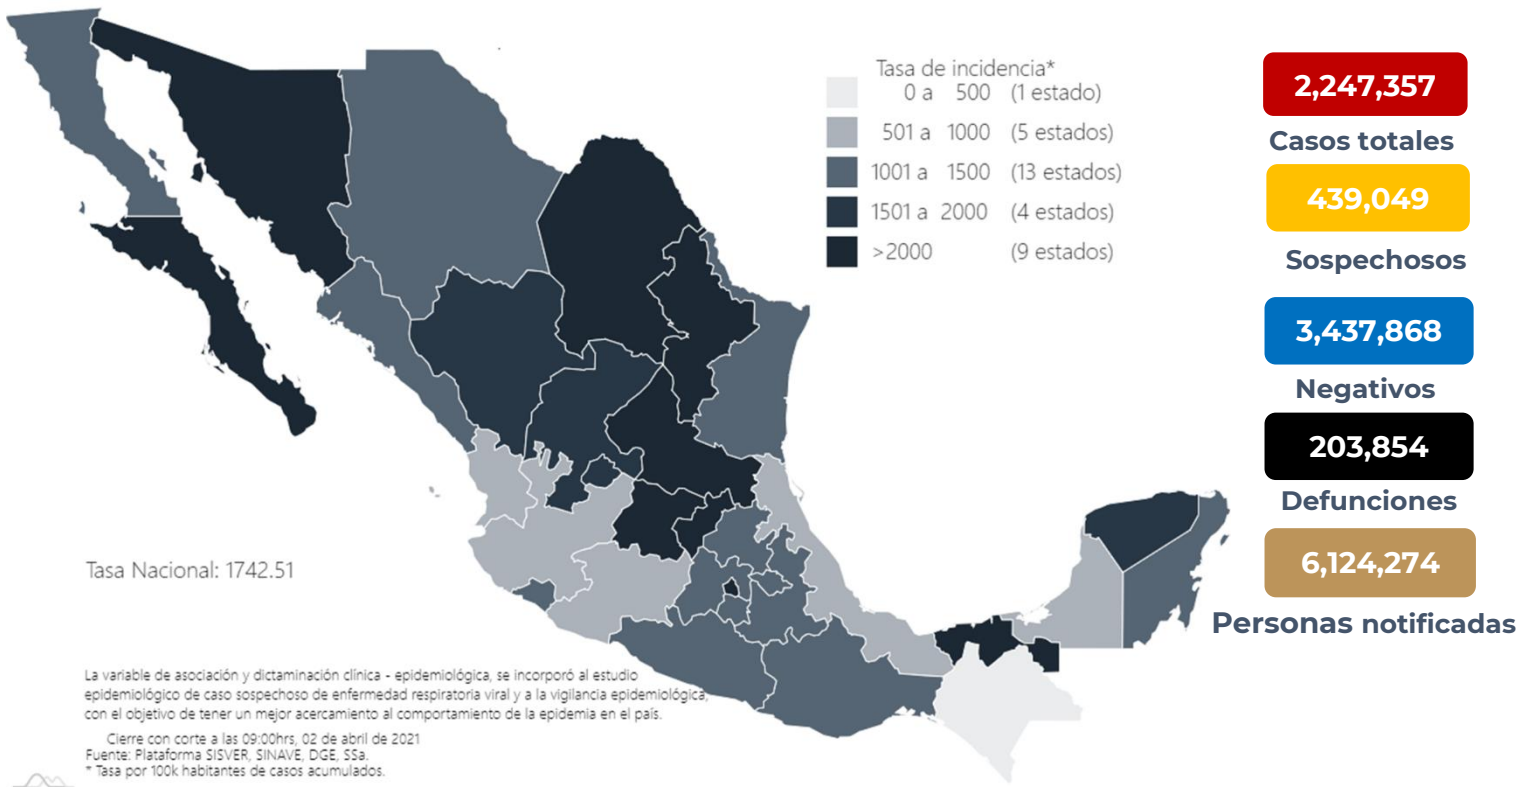 Tasa de incidencia*
0 a 500 (1 estado)
501 a 1000 (5 estados)
1001 a 1500 (13 estados)
1501 a 2000 (4 estados)
>2000 (9 estados)
2,247,357
Casos totales
439,049
Sospechosos
3,437,868
Negativos
203,854
Defunciones
6,124,274
Personas notificadas
Tasa Nacional: 1742.51
La variable de asociación y dictaminación clínica - epidemiológica, se incorporó al estudio
epidemiológico de caso sospechoso de enfermedad respiratoria viral y a la vigilancia epidemiológica,
con el objetivo de tener un mejor acercamiento al comportamiento de la epidemia en el país.
Cierre con corte a las 09:00hrs, 02 de abril de 2021
Fuente: Plataforma SISVER, SINAVE, DGE, SSa.
* Tasa por 100k habitantes de casos acumulados.